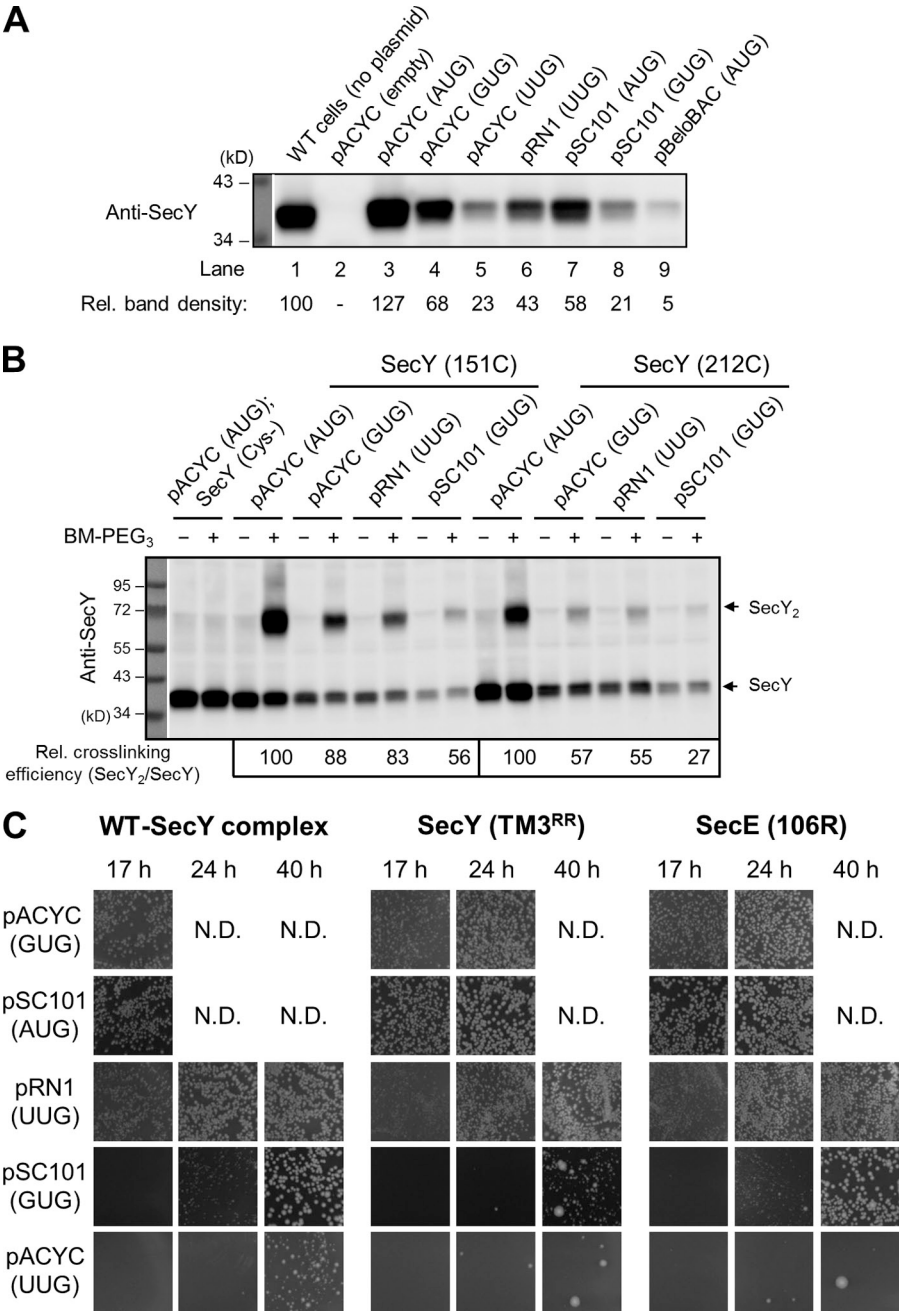 A
WT cells (no plasmid)
pACYC (empty)
pACYC (AUG)
pACYC (GUG)
pACYC (UUG)
pRN1 (UUG)
pSC101 (AUG)
pSC101 (GUG)
pBeloBAC (AUG)
(kD)
43
Anti-SecY
34
Lane 1 2 3 4 5 6 7 8 9
Rel. band density: 100 - 127 68 23 43 58 21 5
B
SecY (151C) SecY (212C)
pACYC (AUG);
SecY (Cys-)
pACYC (AUG)
pACYC (GUG)
pRN1 (UUG)
pSC101 (GUG)
pACYC (AUG)
pACYC (GUG)
pRN1 (UUG)
pSC101 (GUG)
BM-PEG₃ – + – + – + – + – + – + – + – + – +
Anti-SecY
95
72
55
43
(kD) 34
SecY₂
SecY
Rel. crosslinking
efficiency (SecY₂/SecY)
100 88 83 56 100 57 55 27
C
WT-SecY complex SecY (TM3ᴿᴿ) SecE (106R)
17 h 24 h 40 h 17 h 24 h 40 h 17 h 24 h 40 h
pACYC
(GUG)
N.D. N.D. N.D. N.D.
pSC101
(AUG)
N.D. N.D. N.D. N.D.
pRN1
(UUG)
pSC101
(GUG)
pACYC
(UUG)